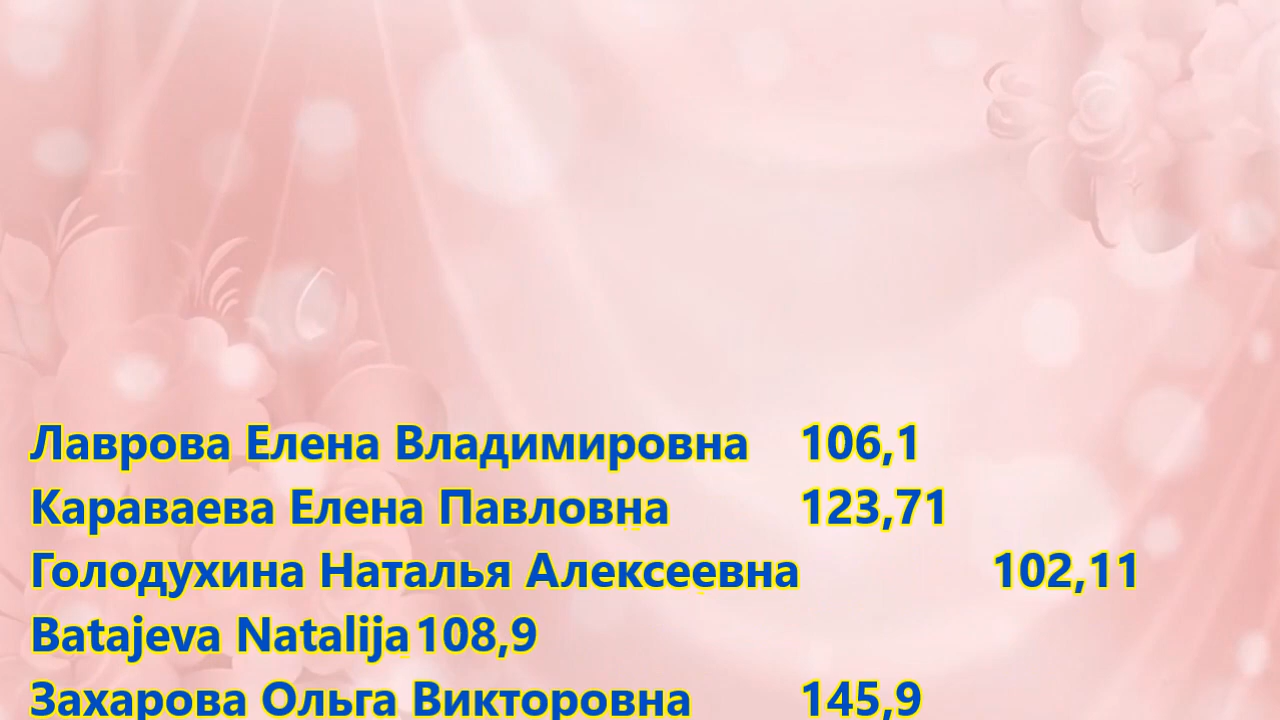 Лаврова Елена Владимировна 106,1
Караваева Елена Павловна 123,71
Голодухина Наталья Алексеевна 102,11
Batajeva Natalija 108,9
Захарова Ольга Викторовна 145,9